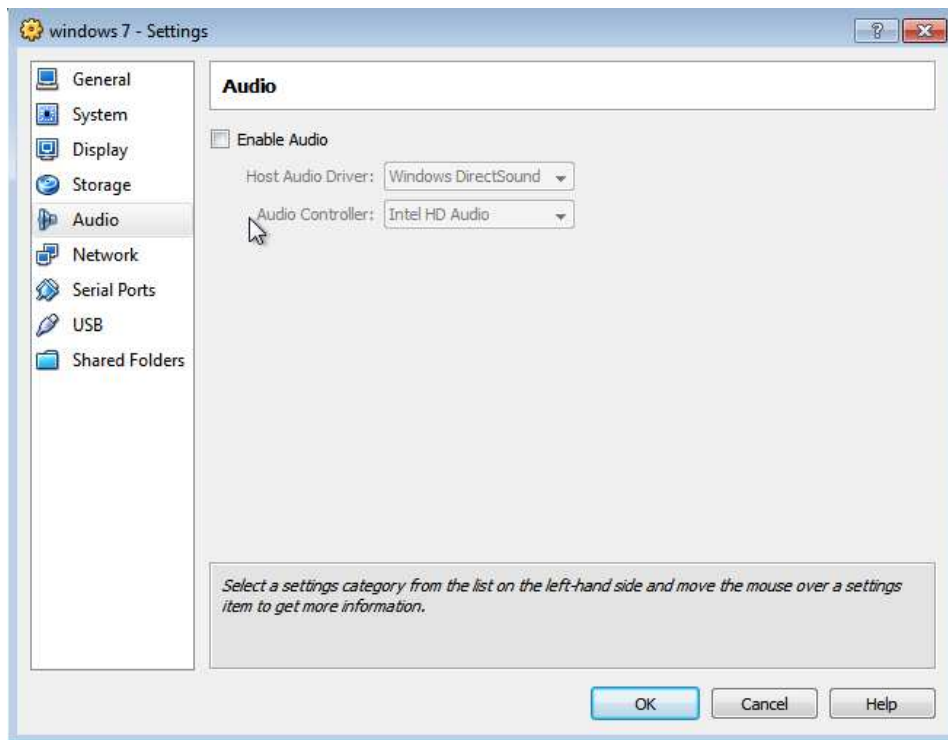 windows 7 - Settings
General
System
Display
Storage
Audio
Network
Serial Ports
USB
Shared Folders
Audio
Enable Audio
Host Audio Driver: Windows DirectSound
Audio Controller: Intel HD Audio
Select a settings category from the list on the left-hand side and move the mouse over a settings
item to get more information.
OK Cancel Help